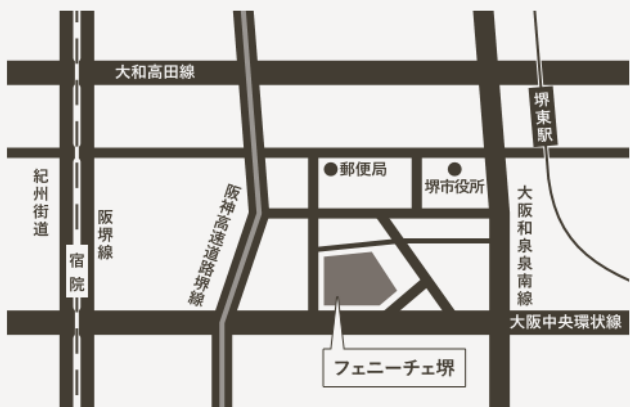 大和高田線
堺東駅
郵便局
堺市役所
紀州街道
阪堺線
阪神高速道路堺線
大阪和泉泉南線
宿院
大阪中央環状線
フェニーチェ堺